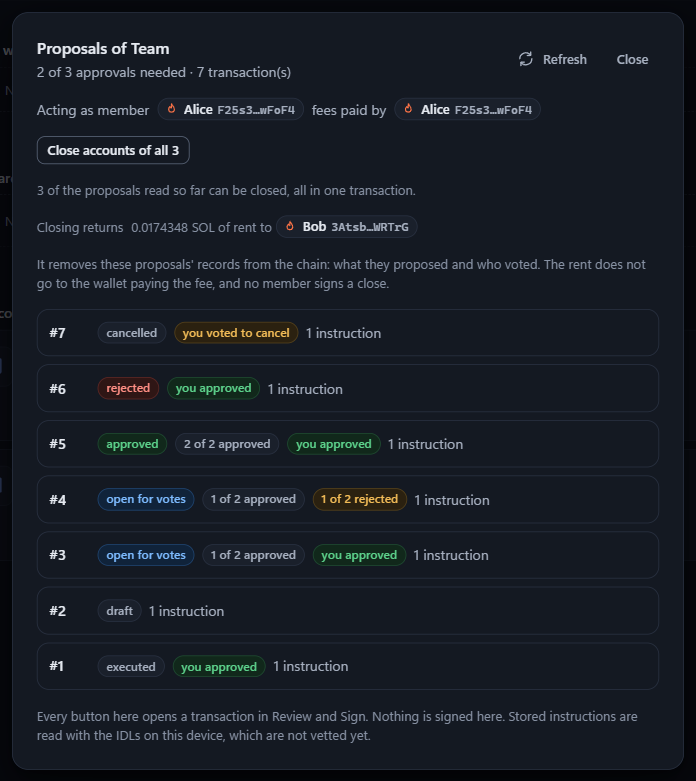 Proposals of Team
2 of 3 approvals needed · 7 transaction(s)
Refresh
Close
Acting as member Alice F25s3…wFoF4 fees paid by Alice F25s3…wFoF4
Close accounts of all 3
3 of the proposals read so far can be closed, all in one transaction.
Closing returns 0.0174348 SOL of rent to Bob 3Atsb…WRTrG
It removes these proposals' records from the chain: what they proposed and who voted. The rent does not
go to the wallet paying the fee, and no member signs a close.
#7 cancelled you voted to cancel 1 instruction
#6 rejected you approved 1 instruction
#5 approved 2 of 2 approved you approved 1 instruction
#4 open for votes 1 of 2 approved 1 of 2 rejected 1 instruction
#3 open for votes 1 of 2 approved you approved 1 instruction
#2 draft 1 instruction
#1 executed you approved 1 instruction
Every button here opens a transaction in Review and Sign. Nothing is signed here. Stored instructions are
read with the IDLs on this device, which are not vetted yet.